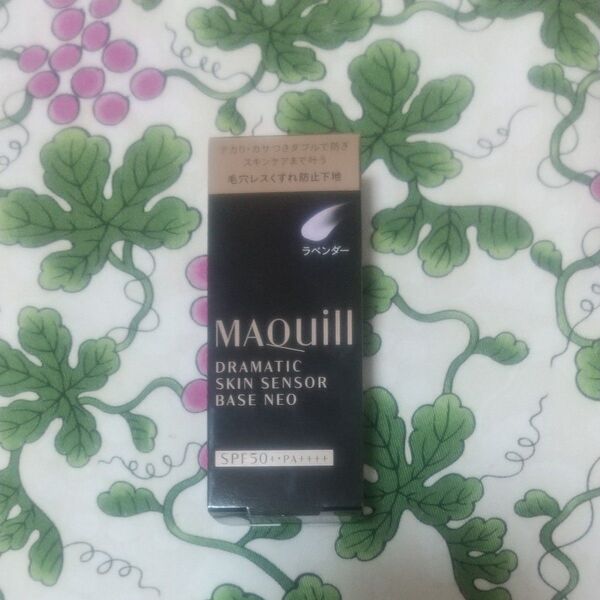 テカリ・カサつきダブルで防ぎ
スキンケアまで叶う
毛穴レスくずれ防止下地
ラベンダー
MAQuill
DRAMATIC
SKIN SENSOR
BASE NEO
SPF50+・PA++++